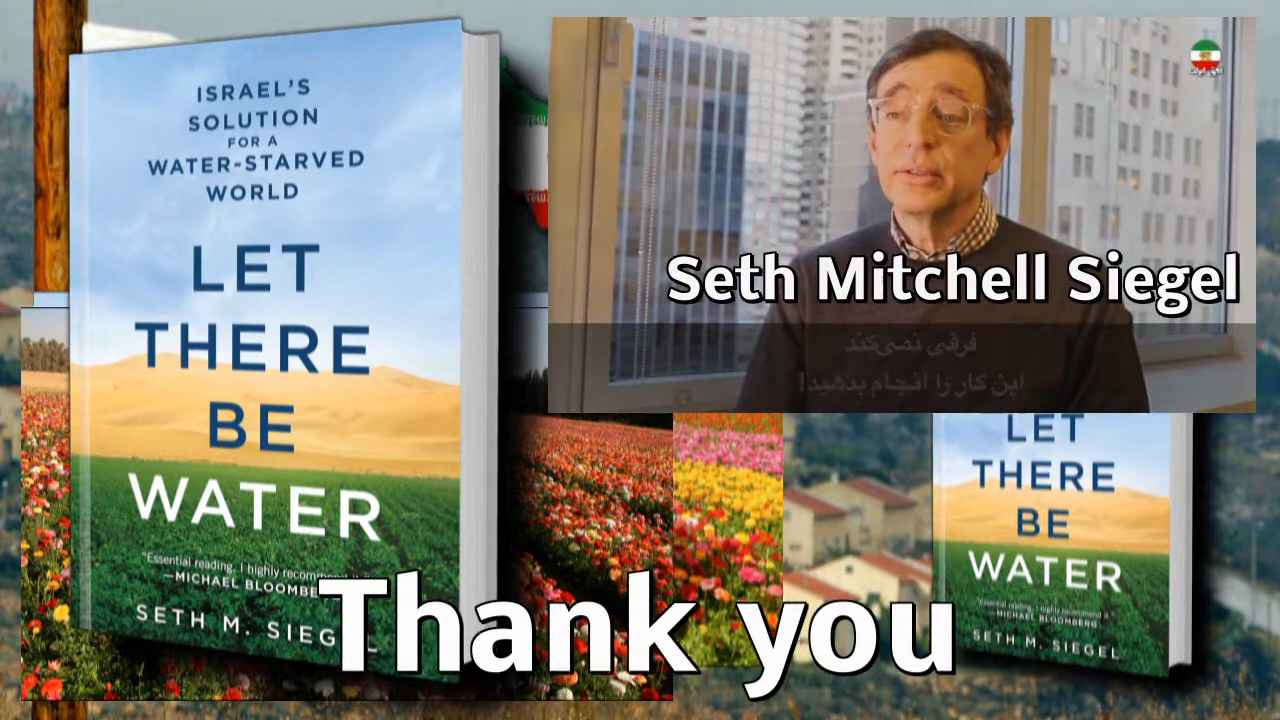 ISRAEL'S
SOLUTION
FOR A
WATER-STARVED
WORLD
LET
THERE
BE
WATER
"Essential reading. I highly recommend
—MICHAEL BLOOMBE
SETH M. SIEGEL
Seth Mitchell Siegel
فرقی نمی‌کند
این کار را انجام بدهید!
LET
THERE
BE
WATER
"Essential reading. I highly recommend it."
MICHAEL BLOOMBERG
SETH M. SIEGEL
Thank you